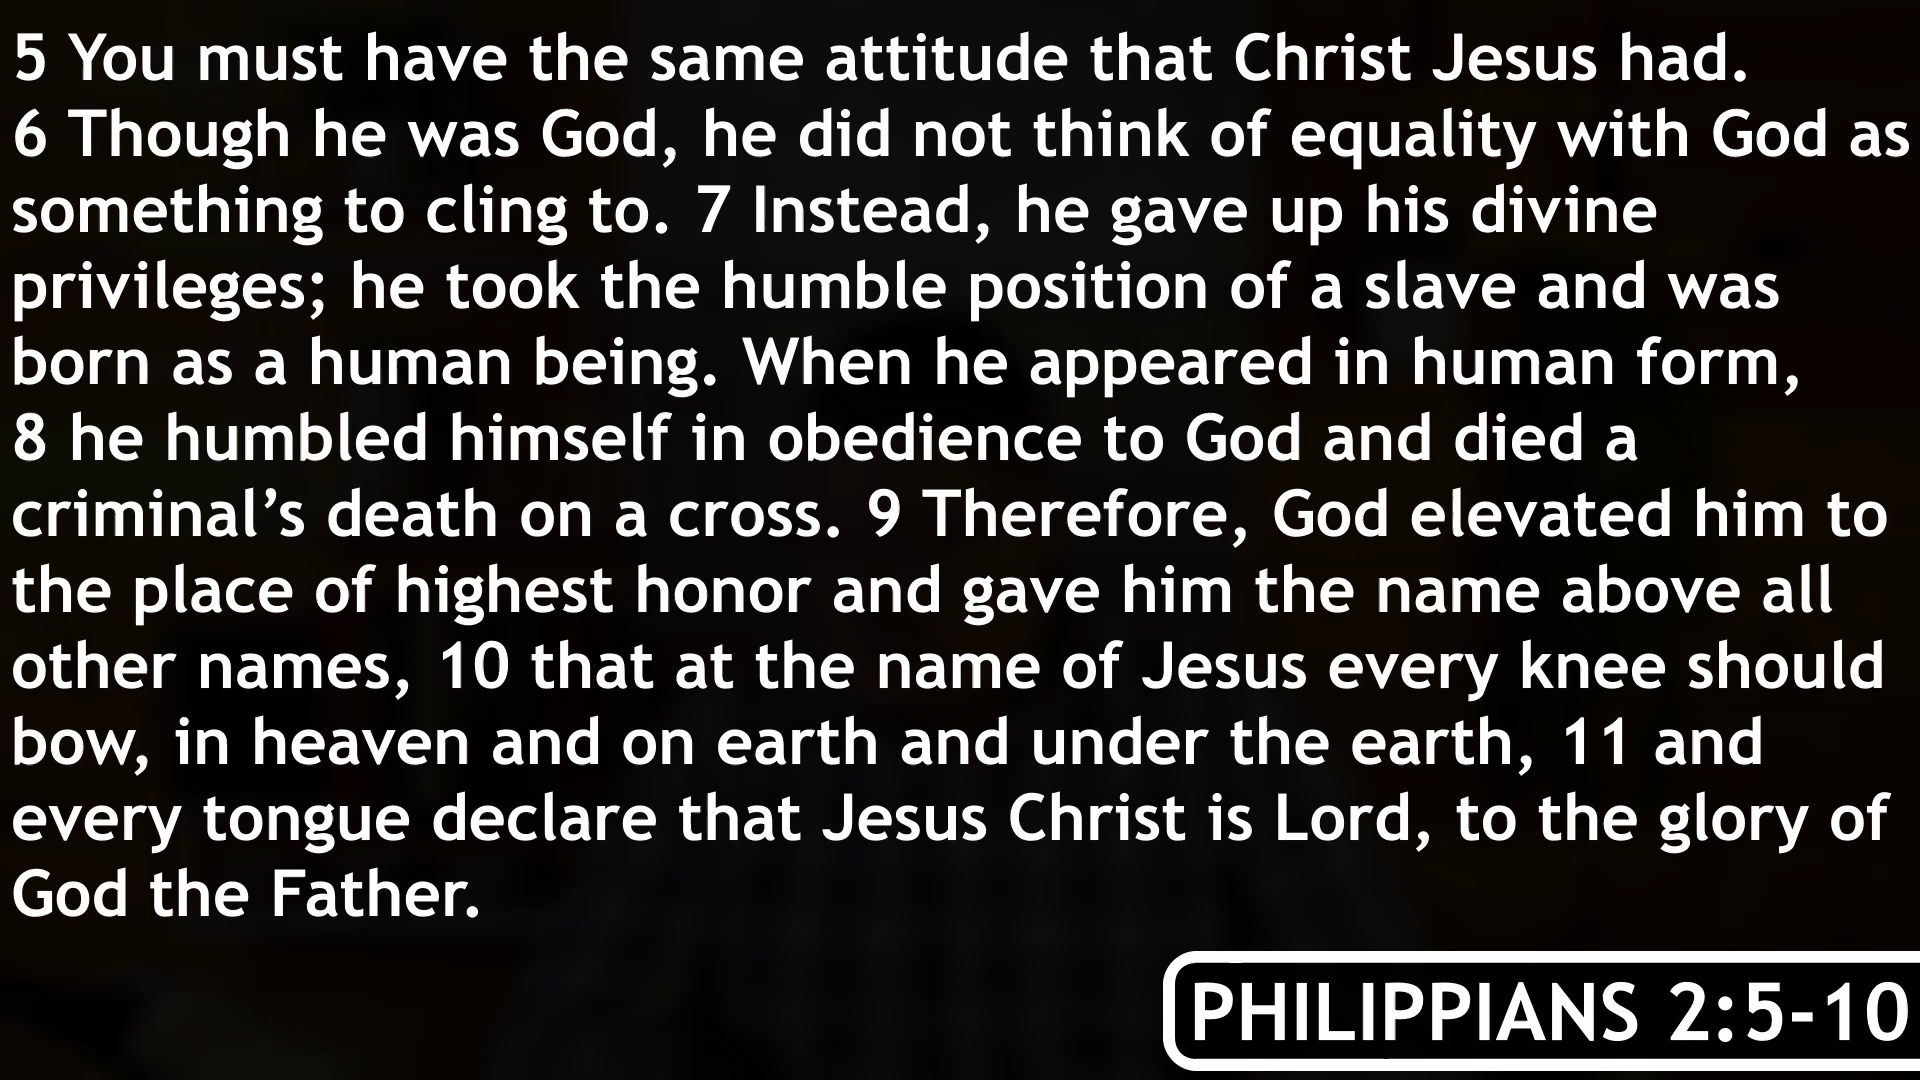 5 You must have the same attitude that Christ Jesus had.
6 Though he was God, he did not think of equality with God as
something to cling to. 7 Instead, he gave up his divine
privileges; he took the humble position of a slave and was
born as a human being. When he appeared in human form,
8 he humbled himself in obedience to God and died a
criminal’s death on a cross. 9 Therefore, God elevated him to
the place of highest honor and gave him the name above all
other names, 10 that at the name of Jesus every knee should
bow, in heaven and on earth and under the earth, 11 and
every tongue declare that Jesus Christ is Lord, to the glory of
God the Father.
PHILIPPIANS 2:5-10